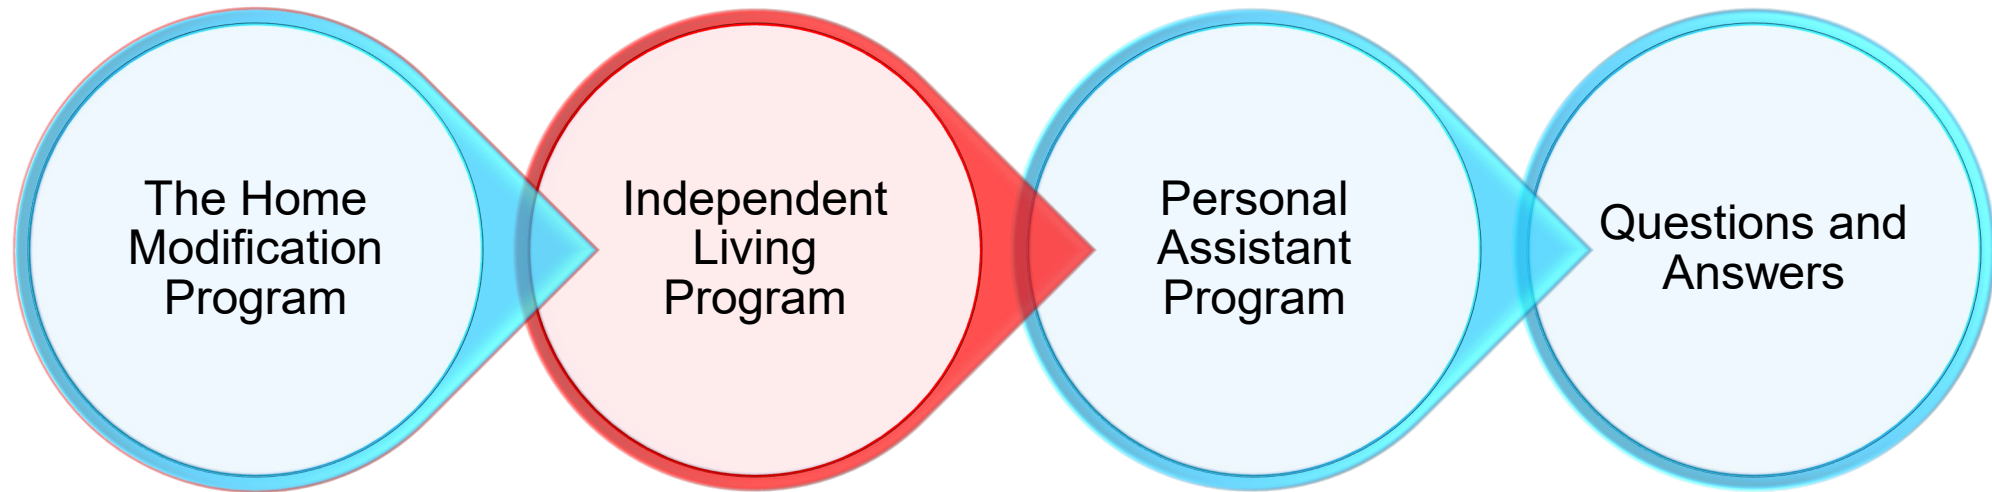 The Home
Modification
Program
Independent
Living
Program
Personal
Assistant
Program
Questions and
Answers